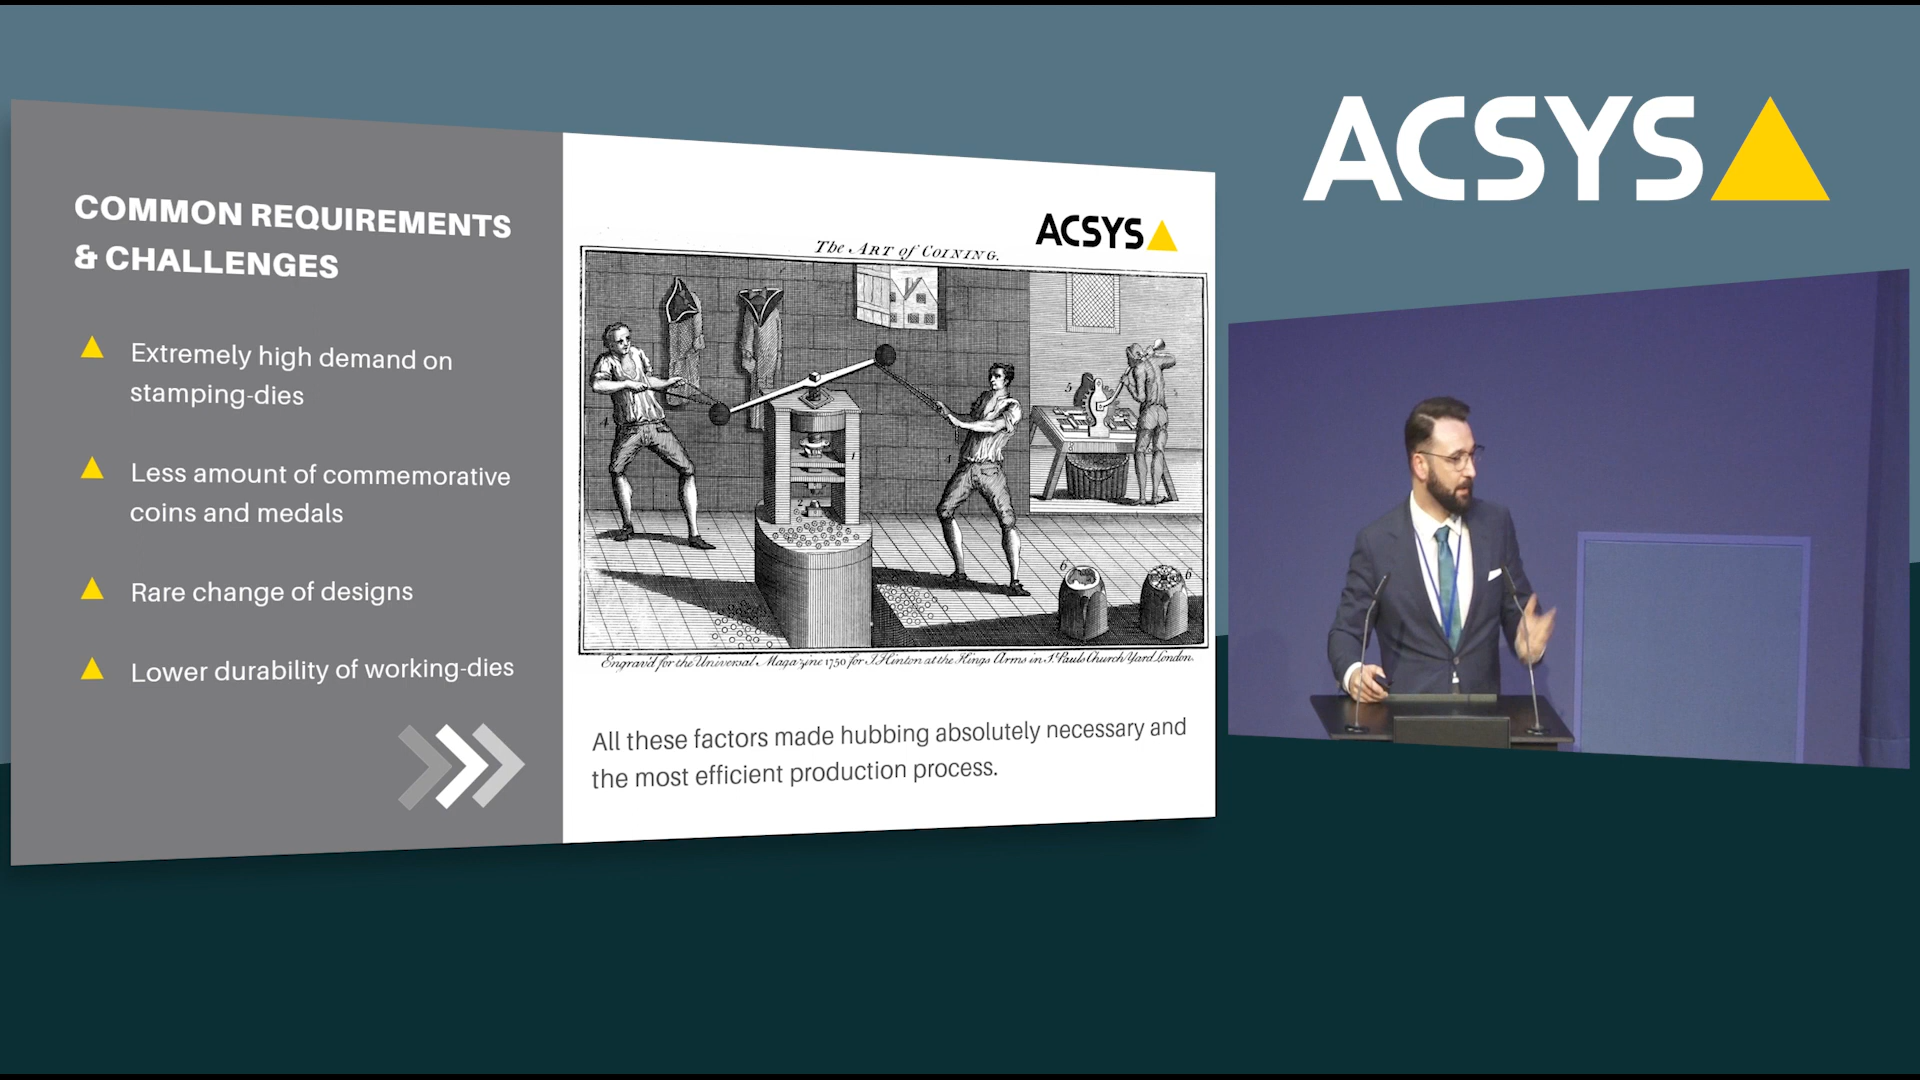 COMMON REQUIREMENTS
& CHALLENGES
Extremely high demand on
stamping-dies
Less amount of commemorative
coins and medals
Rare change of designs
Lower durability of working-dies
ACSYS
The ART of COINING.
Engrav'd for the Universal Magazine 1750 for J. Hinton at the Kings Arms in St. Pauls Church Yard London.
All these factors made hubbing absolutely necessary and
the most efficient production process.
ACSYS